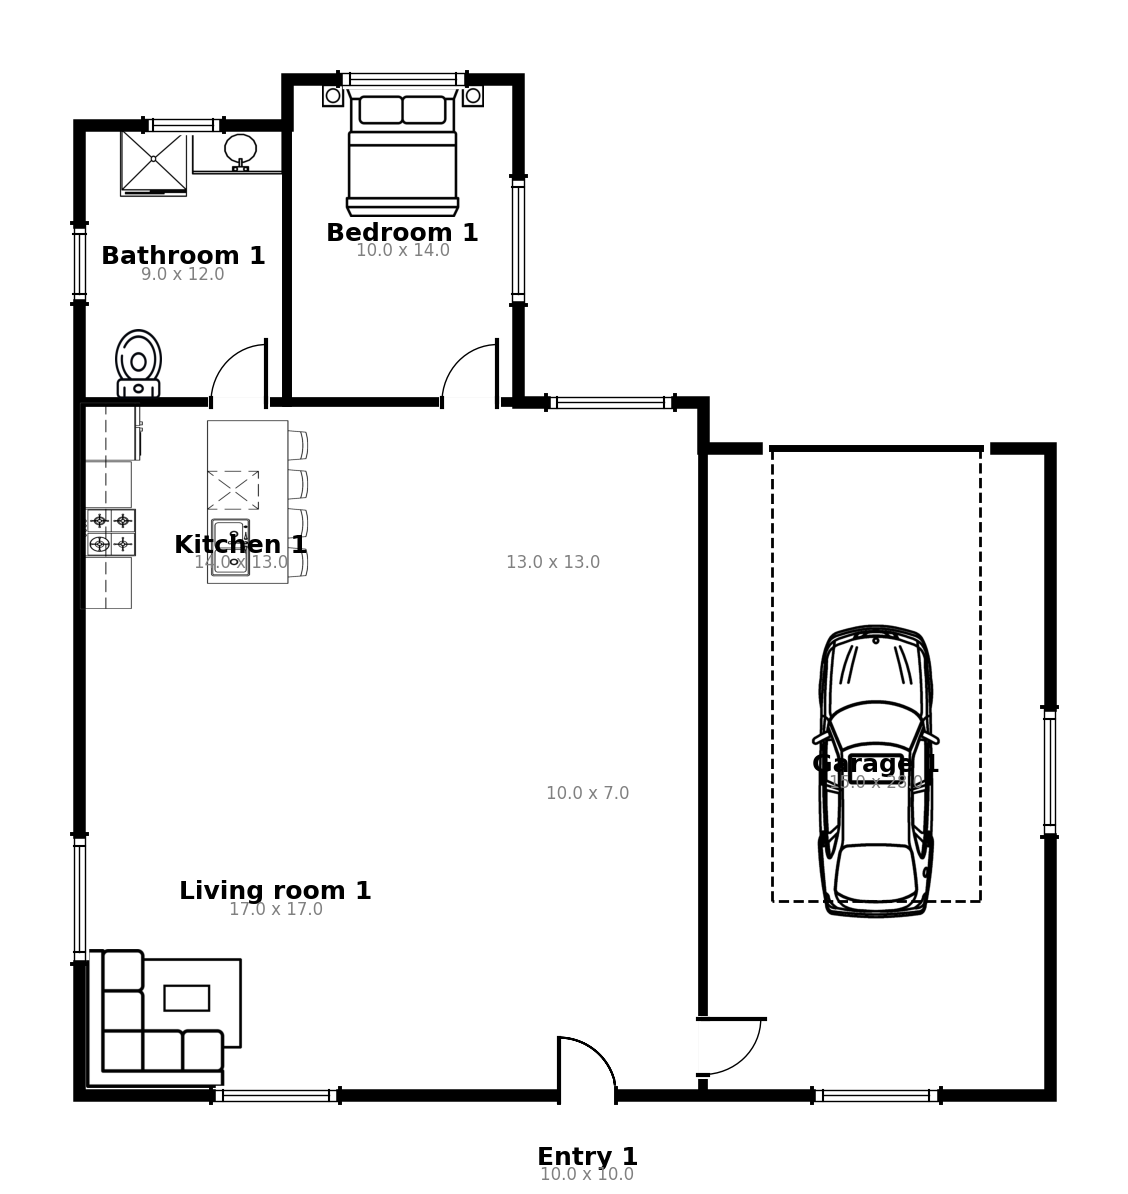 Bedroom 1
10.0 x 14.0
Bathroom 1
9.0 x 12.0
Kitchen 1
14.0 x 13.0
13.0 x 13.0
Garage 1
15.0 x 28.0
10.0 x 7.0
Living room 1
17.0 x 17.0
Entry 1
10.0 x 10.0